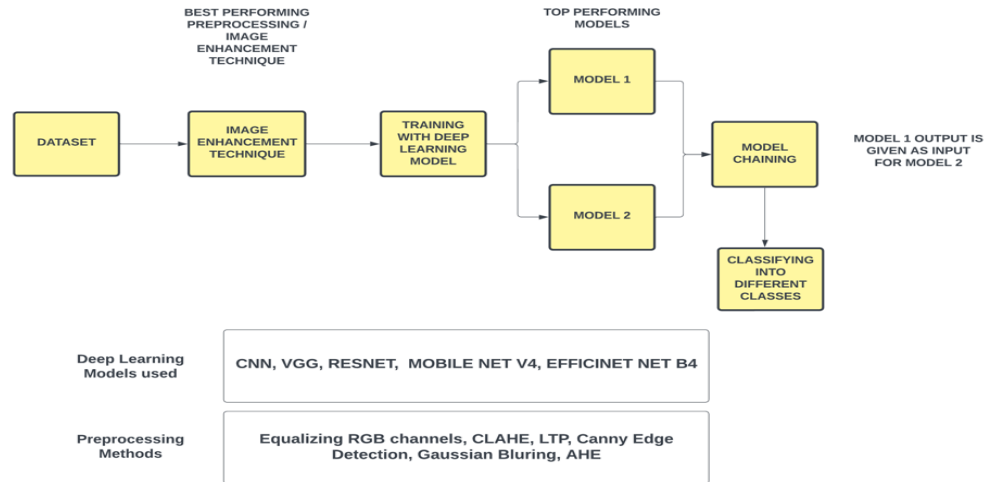 BEST PERFORMING
PREPROCESSING /
IMAGE
ENHANCEMENT
TECHNIQUE
TOP PERFORMING
MODELS
DATASET
IMAGE
ENHANCEMENT
TECHNIQUE
TRAINING
WITH DEEP
LEARNING
MODEL
MODEL 1
MODEL 2
MODEL
CHAINING
MODEL 1 OUTPUT IS
GIVEN AS INPUT
FOR MODEL 2
CLASSIFYING
INTO
DIFFERENT
CLASSES
Deep Learning
Models used
CNN, VGG, RESNET, MOBILE NET V4, EFFICINET NET B4
Preprocessing
Methods
Equalizing RGB channels, CLAHE, LTP, Canny Edge
Detection, Gaussian Bluring, AHE